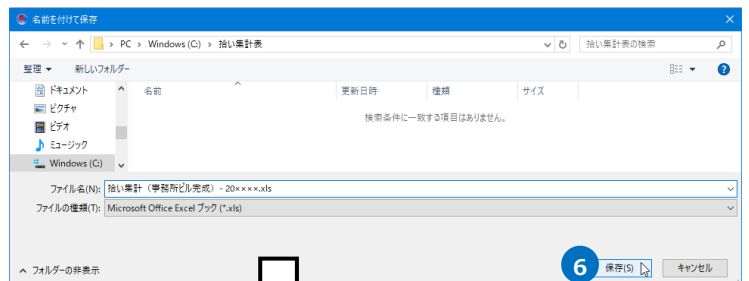 名前を付けて保存
PC › Windows (C:) › 拾い集計表
拾い集計表の検索
整理 新しいフォルダー
ドキュメント
ピクチャ
ビデオ
ミュージック
Windows (C:)
名前 更新日時 種類 サイズ
検索条件に一致する項目はありません。
ファイル名(N): 拾い集計（事務所ビル完成）- 20××××.xls
ファイルの種類(T): Microsoft Office Excel ブック (*.xls)
フォルダーの非表示
6 保存(S) キャンセル